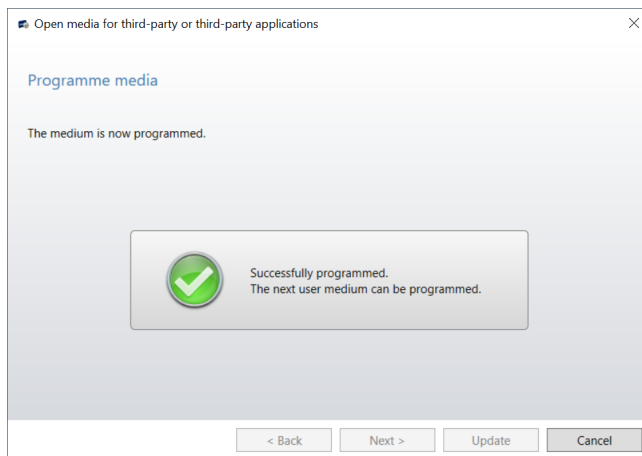 Open media for third-party or third-party applications
Programme media
The medium is now programmed.
Successfully programmed.
The next user medium can be programmed.
< Back
Next >
Update
Cancel